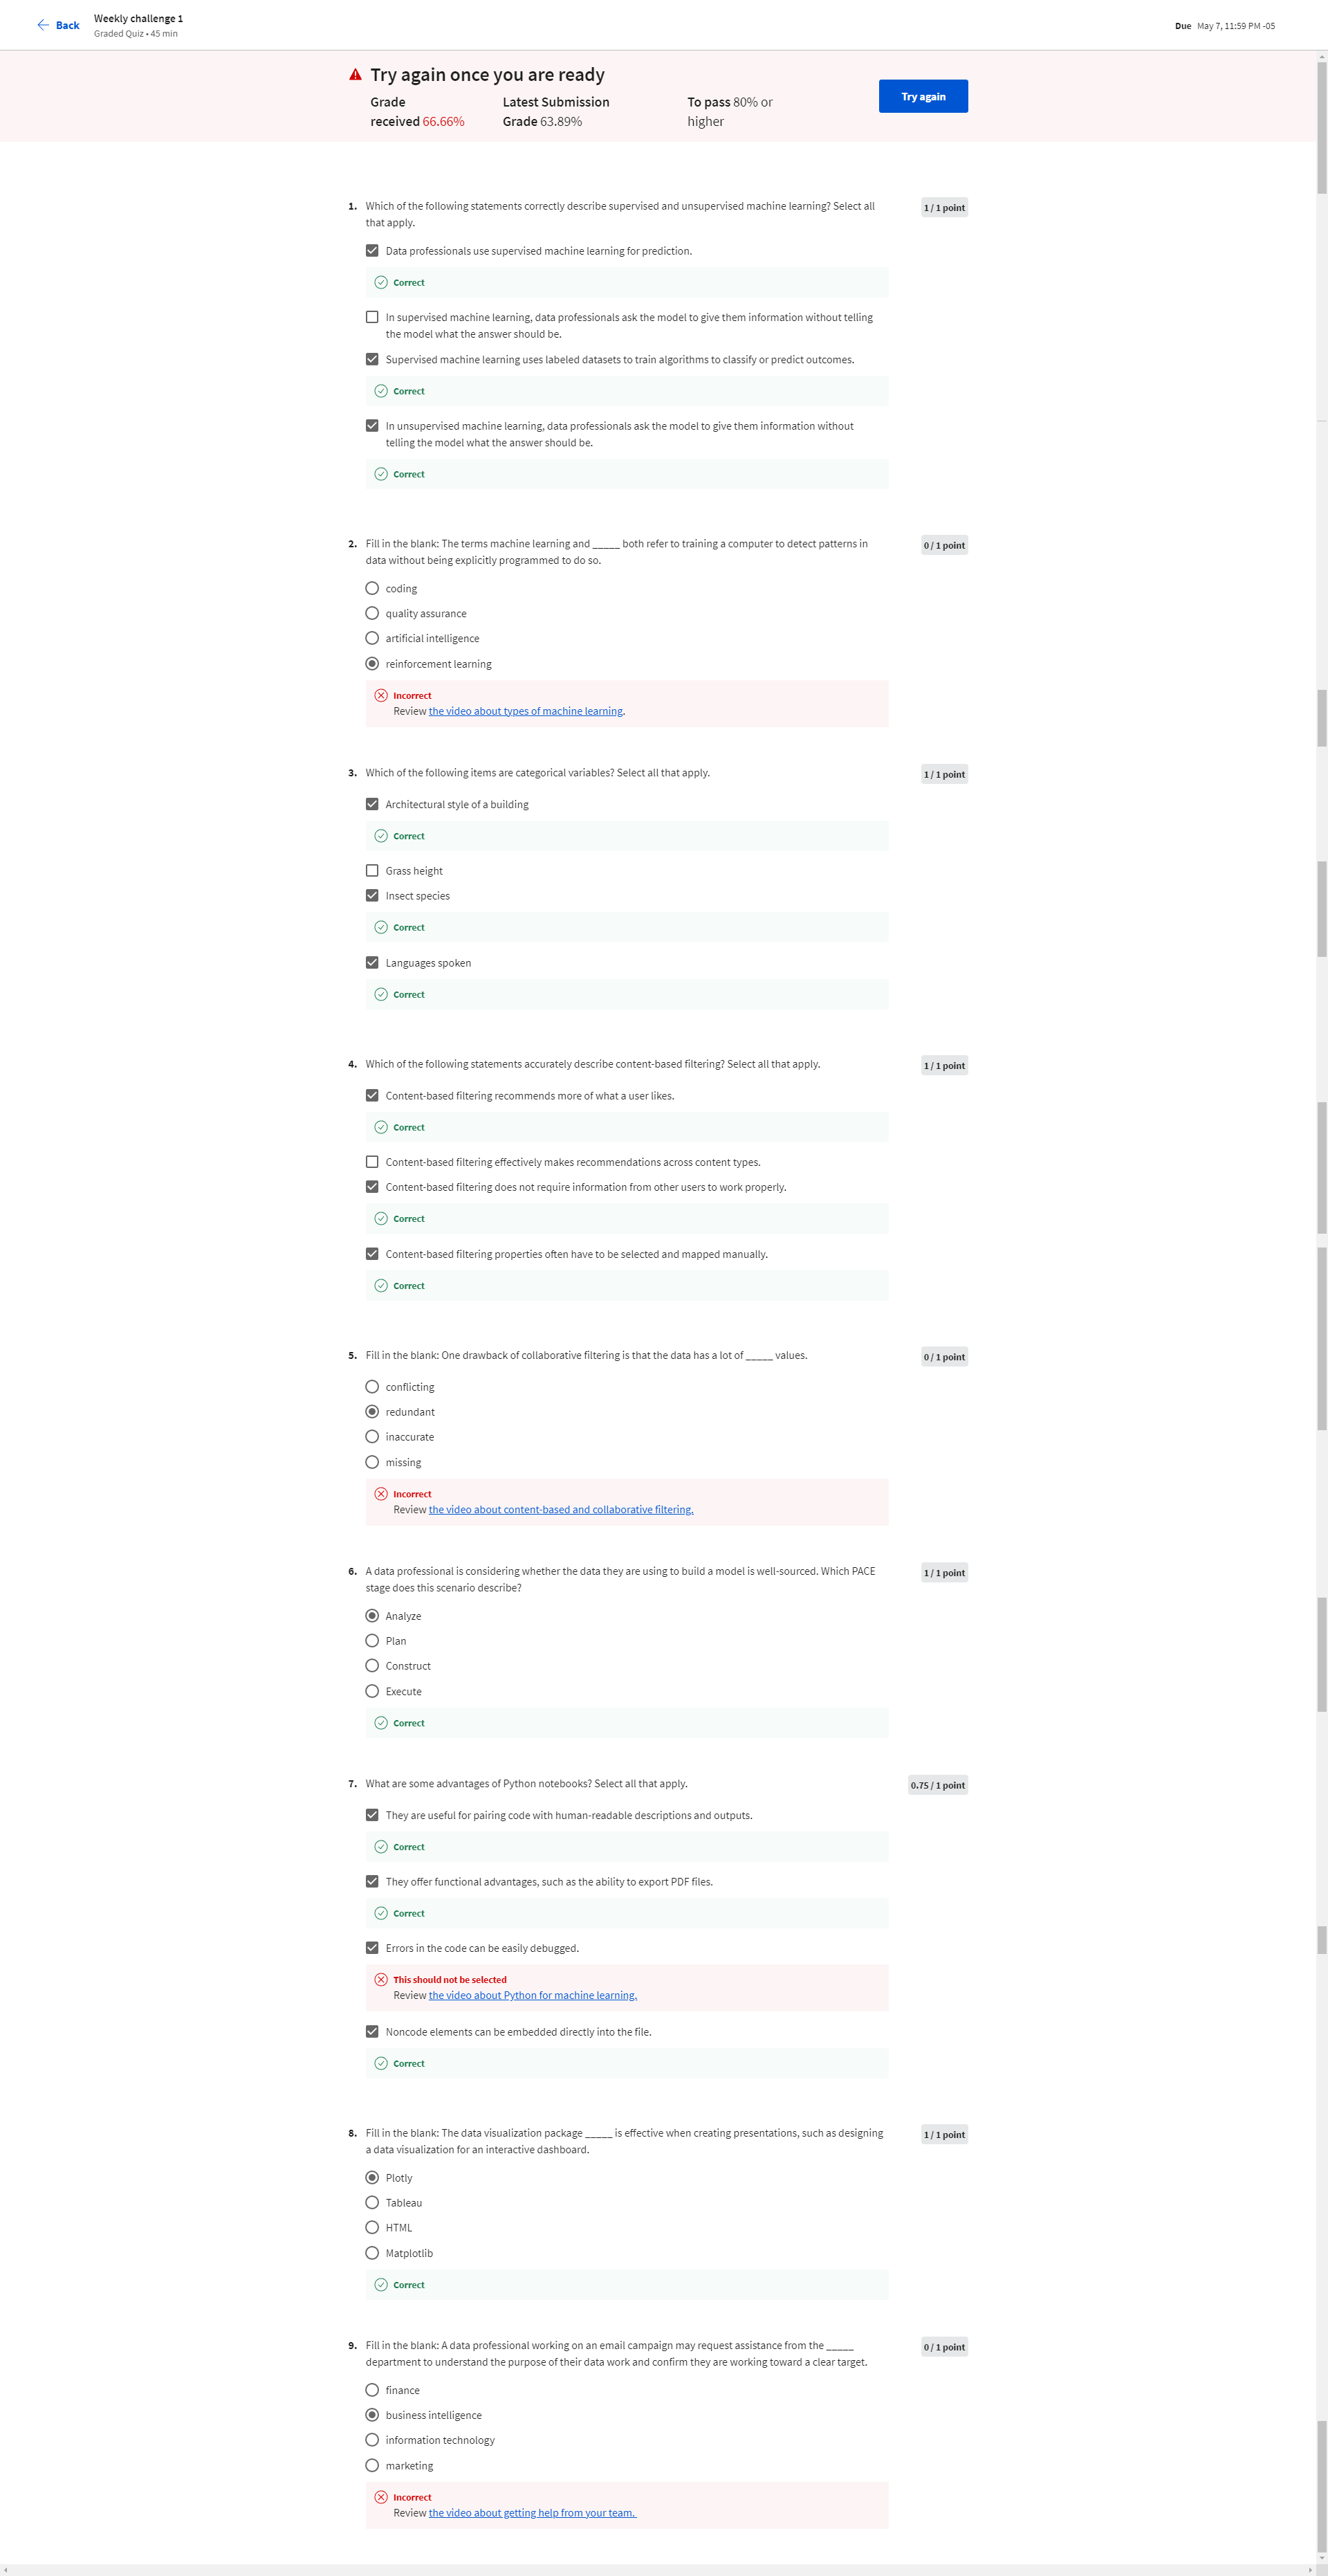 Back
Weekly challenge 1
Graded Quiz • 45 min
Due May 7, 11:59 PM -05
Try again once you are ready
Grade
received 66.66%
Latest Submission
Grade 63.89%
To pass 80% or
higher
Try again
1. Which of the following statements correctly describe supervised and unsupervised machine learning? Select all
that apply.
1 / 1 point
Data professionals use supervised machine learning for prediction.
Correct
In supervised machine learning, data professionals ask the model to give them information without telling
the model what the answer should be.
Supervised machine learning uses labeled datasets to train algorithms to classify or predict outcomes.
Correct
In unsupervised machine learning, data professionals ask the model to give them information without
telling the model what the answer should be.
Correct
2. Fill in the blank: The terms machine learning and _____ both refer to training a computer to detect patterns in
data without being explicitly programmed to do so.
0 / 1 point
coding
quality assurance
artificial intelligence
reinforcement learning
Incorrect
Review the video about types of machine learning.
3. Which of the following items are categorical variables? Select all that apply.
1 / 1 point
Architectural style of a building
Correct
Grass height
Insect species
Correct
Languages spoken
Correct
4. Which of the following statements accurately describe content-based filtering? Select all that apply.
1 / 1 point
Content-based filtering recommends more of what a user likes.
Correct
Content-based filtering effectively makes recommendations across content types.
Content-based filtering does not require information from other users to work properly.
Correct
Content-based filtering properties often have to be selected and mapped manually.
Correct
5. Fill in the blank: One drawback of collaborative filtering is that the data has a lot of _____ values.
0 / 1 point
conflicting
redundant
inaccurate
missing
Incorrect
Review the video about content-based and collaborative filtering.
6. A data professional is considering whether the data they are using to build a model is well-sourced. Which PACE
stage does this scenario describe?
1 / 1 point
Analyze
Plan
Construct
Execute
Correct
7. What are some advantages of Python notebooks? Select all that apply.
0.75 / 1 point
They are useful for pairing code with human-readable descriptions and outputs.
Correct
They offer functional advantages, such as the ability to export PDF files.
Correct
Errors in the code can be easily debugged.
This should not be selected
Review the video about Python for machine learning.
Noncode elements can be embedded directly into the file.
Correct
8. Fill in the blank: The data visualization package _____ is effective when creating presentations, such as designing
a data visualization for an interactive dashboard.
1 / 1 point
Plotly
Tableau
HTML
Matplotlib
Correct
9. Fill in the blank: A data professional working on an email campaign may request assistance from the _____
department to understand the purpose of their data work and confirm they are working toward a clear target.
0 / 1 point
finance
business intelligence
information technology
marketing
Incorrect
Review the video about getting help from your team.